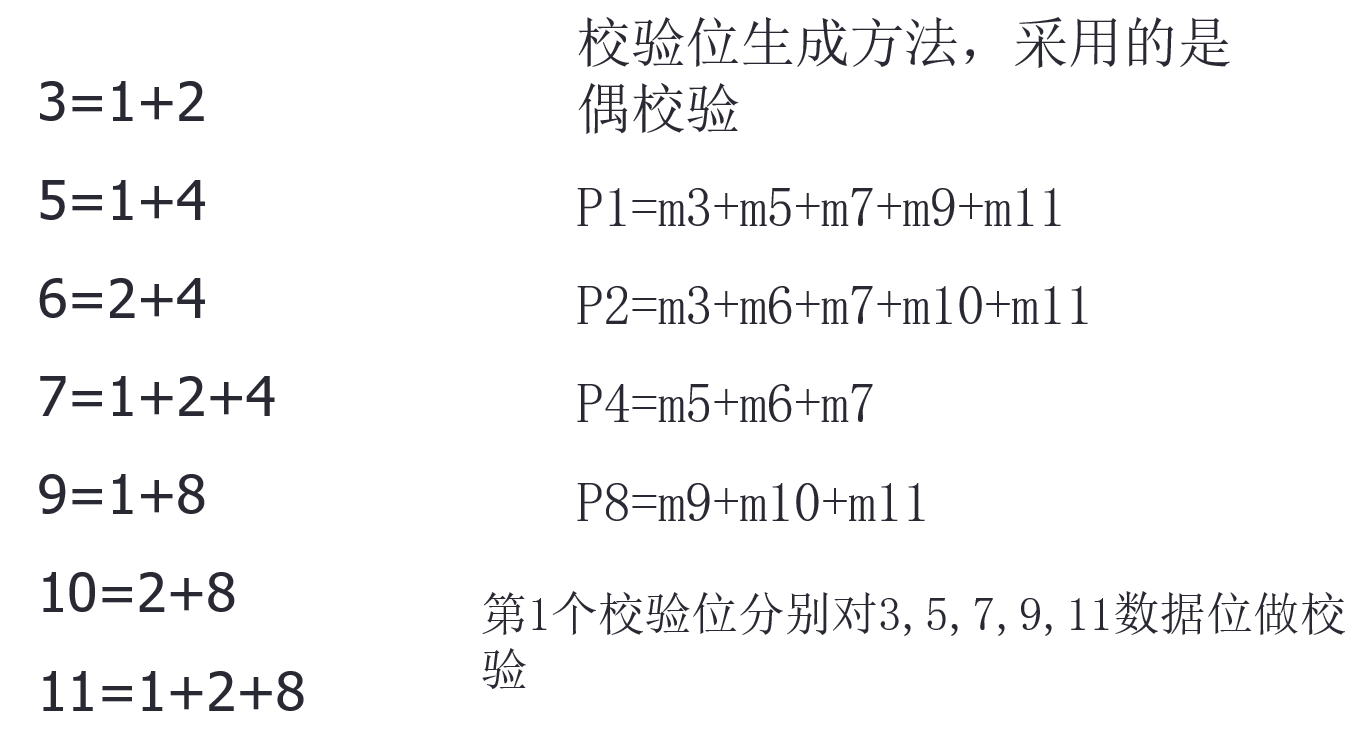 3=1+2
5=1+4
6=2+4
7=1+2+4
9=1+8
10=2+8
11=1+2+8
校验位生成方法，采用的是
偶校验
P1=m3+m5+m7+m9+m11
P2=m3+m6+m7+m10+m11
P4=m5+m6+m7
P8=m9+m10+m11
第1个校验位分别对3,5,7,9,11数据位做校
验